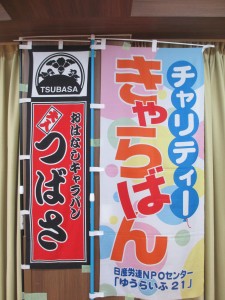 TSUBASA
おはなしキャラバン
つばさ
チャリティー
きゃらばん
日産労連NPOセンター
「ゆうらいふ21」